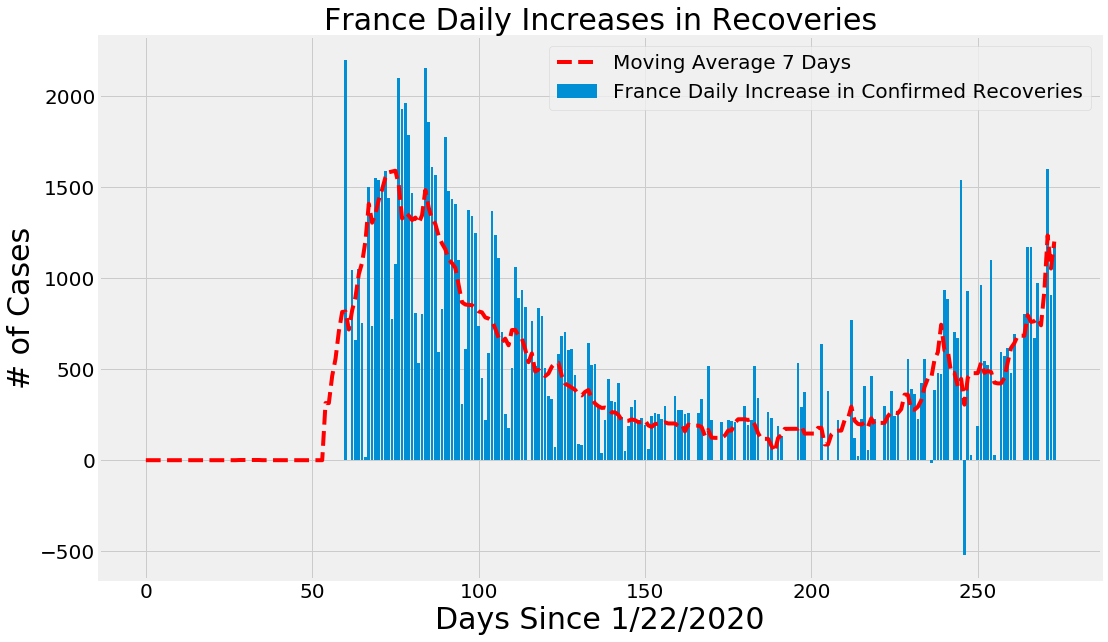 France Daily Increases in Recoveries
Moving Average 7 Days
France Daily Increase in Confirmed Recoveries
# of Cases
2000
1500
1000
500
0
−500
0 50 100 150 200 250
Days Since 1/22/2020